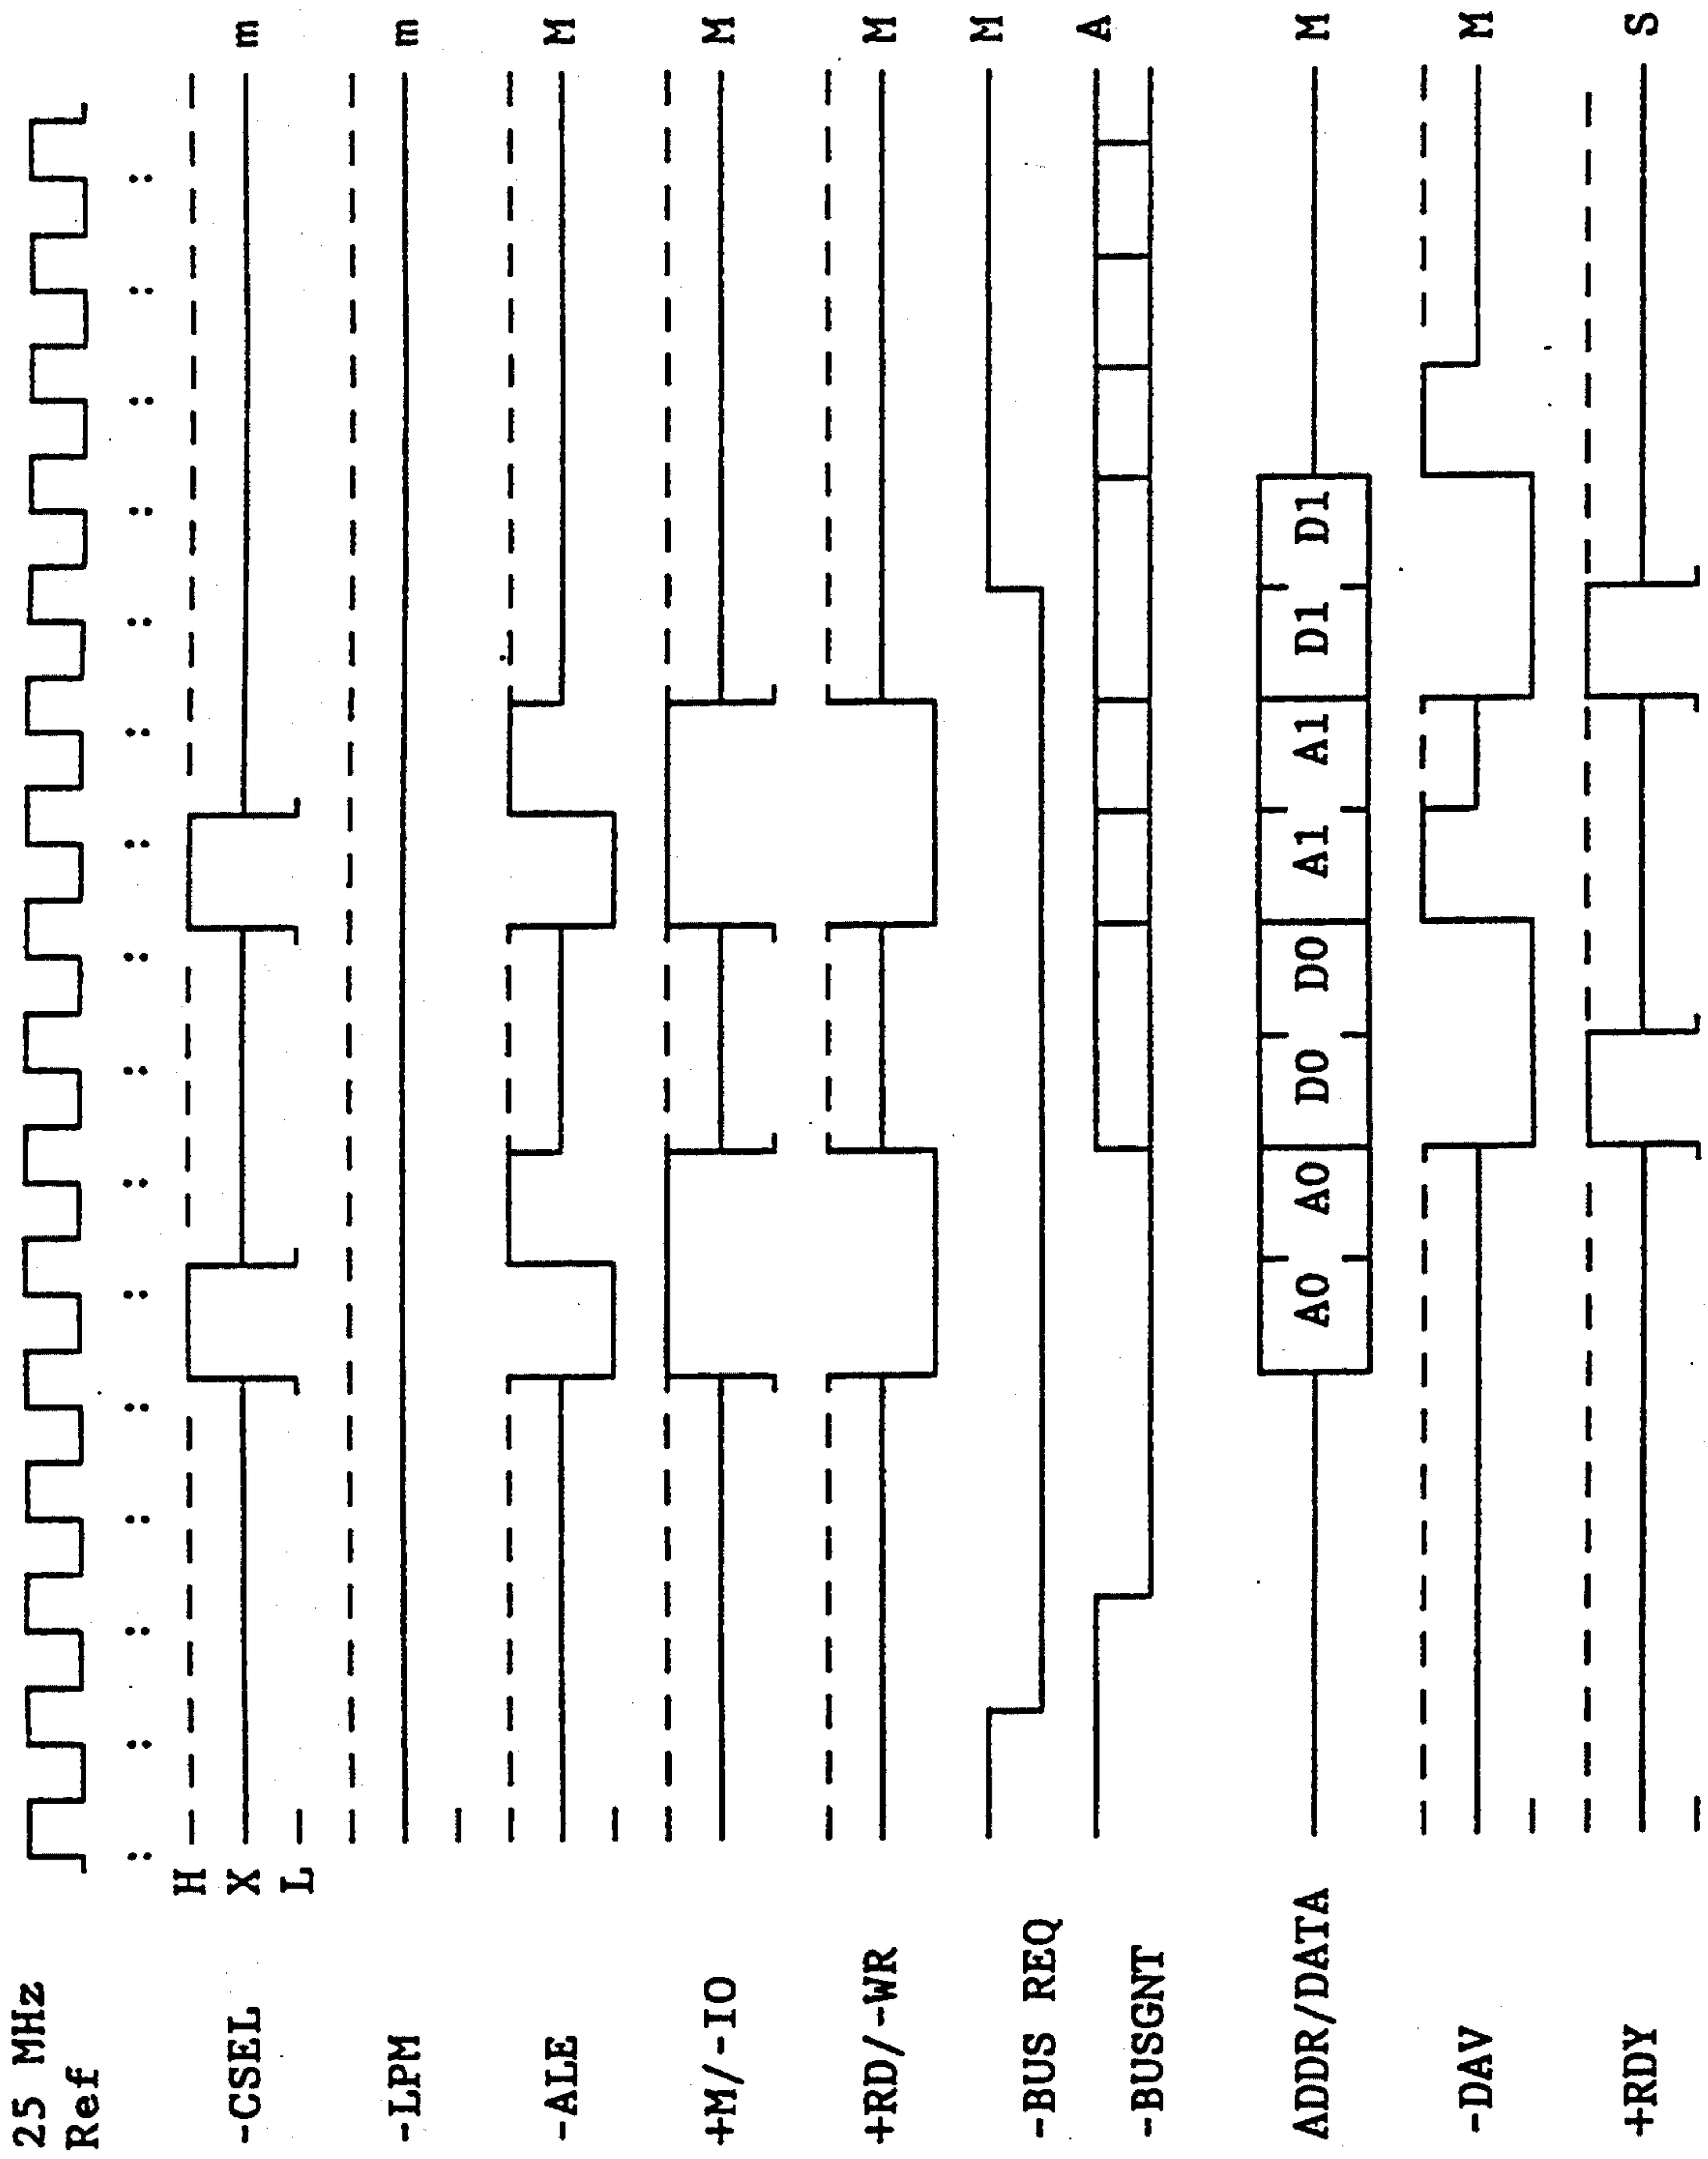 25 MHz
Ref
H
X
L
-CSEL m
-LPM m
-ALE M
+M/-IO M
+RD/-WR M
-BUS REQ M
-BUSGNT A
ADDR/DATA A0 A0 D0 D0 A1 A1 D1 D1 M
-DAV M
+RDY S